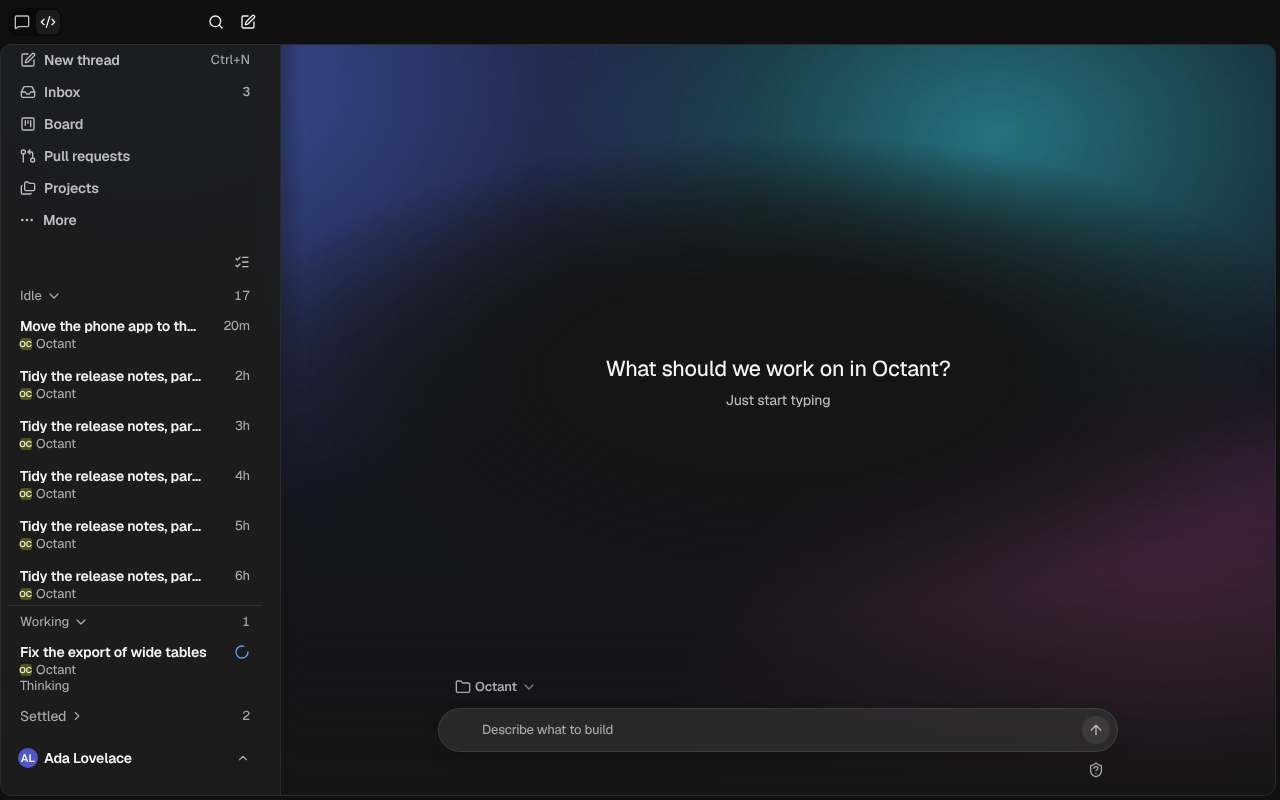 New thread Ctrl+N
Inbox 3
Board
Pull requests
Projects
More
Idle 17
Move the phone app to th... 20m
OC Octant
Tidy the release notes, par... 2h
OC Octant
Tidy the release notes, par... 3h
OC Octant
Tidy the release notes, par... 4h
OC Octant
Tidy the release notes, par... 5h
OC Octant
Tidy the release notes, par... 6h
OC Octant
Working 1
Fix the export of wide tables
OC Octant
Thinking
Settled 2
AL Ada Lovelace
What should we work on in Octant?
Just start typing
Octant
Describe what to build